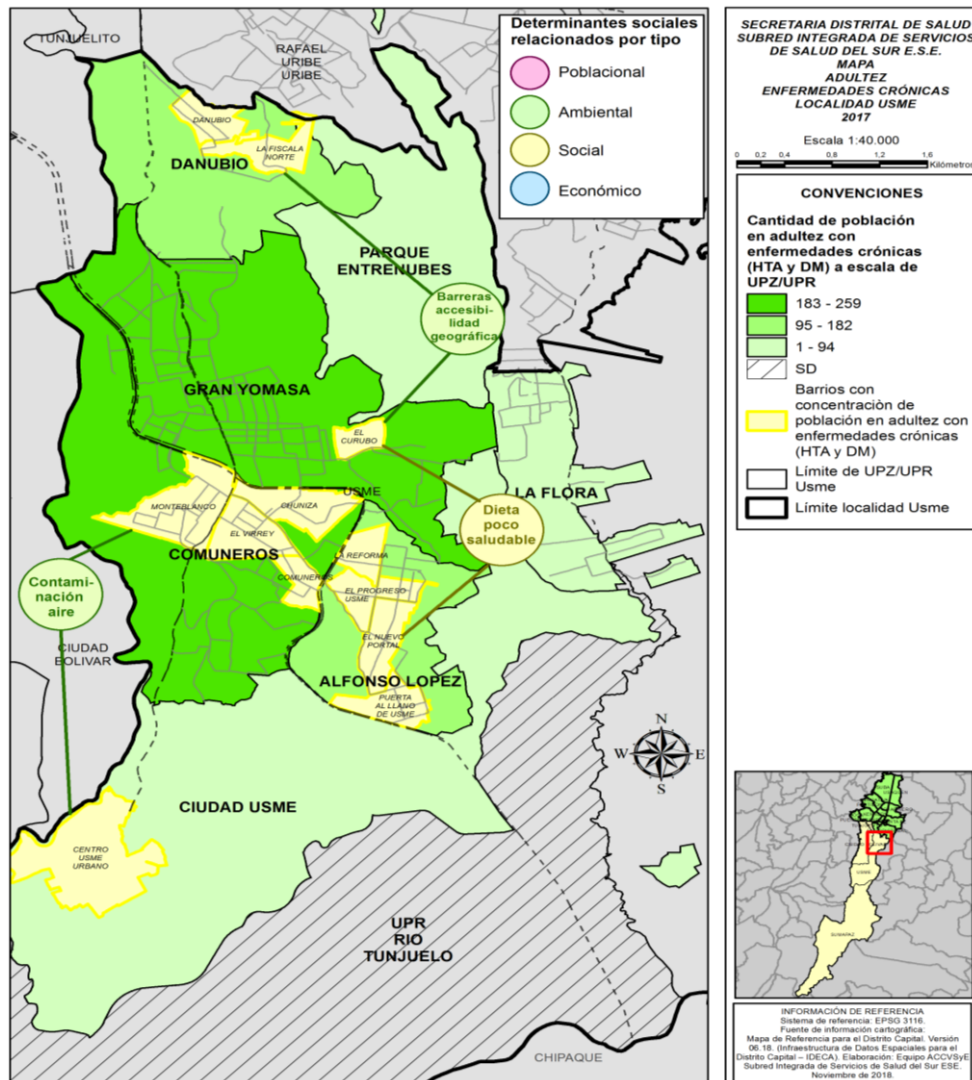 Determinantes sociales
relacionados por tipo
Poblacional
Ambiental
Social
Económico
TUNJUELITO
RAFAEL
URIBE
URIBE
DANUBIO
LA FISCALA
NORTE
DANUBIO
PARQUE
ENTRENUBES
Barreras
accesibi-
lidad
geográfica
GRAN YOMASA
EL
CURUBO
USME
LA FLORA
MONTEBLANCO
CHUNIZA
EL VIRREY
COMUNEROS
Dieta
poco
saludable
LA REFORMA
COMUNEROS
EL PROGRESO
USME
Contami-
nación
aire
EL NUEVO
PORTAL
CIUDAD
BOLIVAR
ALFONSO LOPEZ
PUERTA
AL LLANO
DE USME
N
W
E
S
CIUDAD USME
CENTRO
USME
URBANO
UPR
RIO
TUNJUELO
CHIPAQUE
SECRETARIA DISTRITAL DE SALUD
SUBRED INTEGRADA DE SERVICIOS
DE SALUD DEL SUR E.S.E.
MAPA
ADULTEZ
ENFERMEDADES CRÓNICAS
LOCALIDAD USME
2017
Escala 1:40.000
0 0,2 0,4 0,8 1,2 1,6
Kilómetros
CONVENCIONES
Cantidad de población
en adultez con
enfermedades crónicas
(HTA y DM) a escala de
UPZ/UPR
183 - 259
95 - 182
1 - 94
SD
Barrios con
concentraciòn de
población en adultez con
enfermedades crónicas
(HTA y DM)
Límite de UPZ/UPR
Usme
Límite localidad Usme
USME
SUMAPAZ
INFORMACIÓN DE REFERENCIA
Sistema de referencia: EPSG 3116.
Fuente de información cartográfica:
Mapa de Referencia para el Distrito Capital. Versión
06.18. (Infraestructura de Datos Espaciales para el
Distrito Capital – IDECA). Elaboración: Equipo ACCVSyE
Subred Integrada de Servicios de Salud del Sur ESE.
Noviembre de 2018.